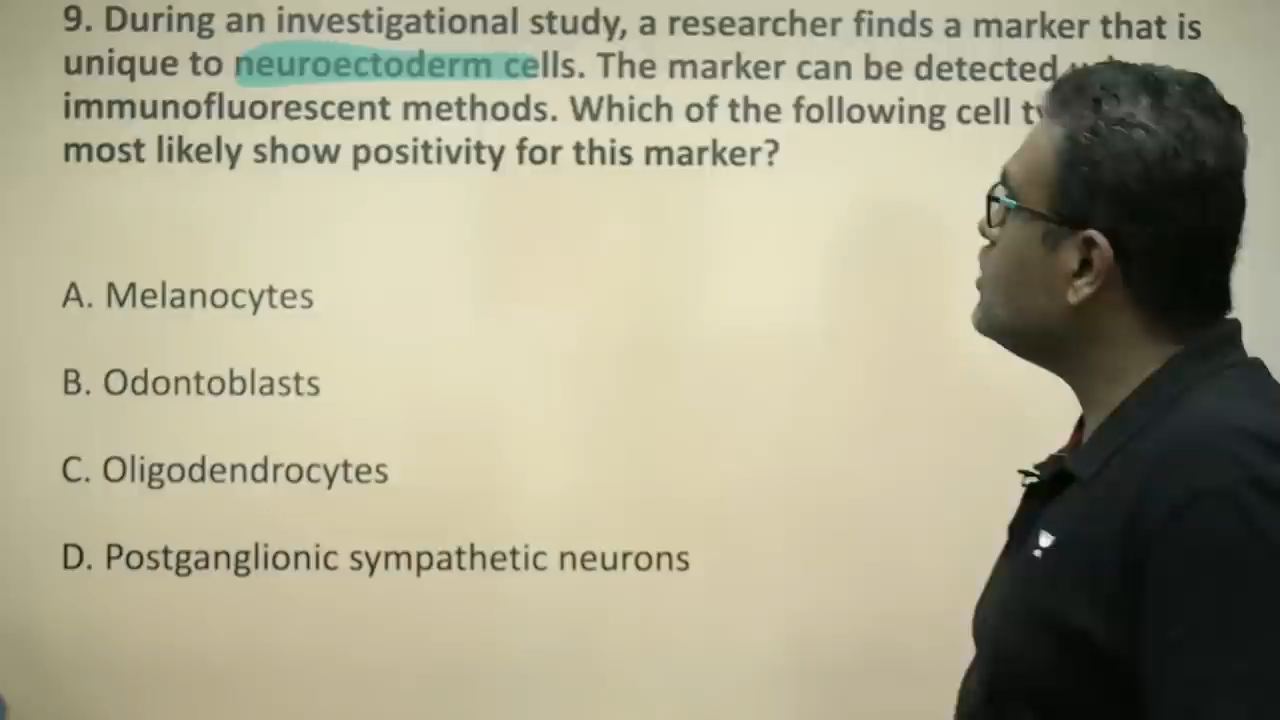 9. During an investigational study, a researcher finds a marker that is
unique to neuroectoderm cells. The marker can be detected
immunofluorescent methods. Which of the following cell
most likely show positivity for this marker?
A. Melanocytes
B. Odontoblasts
C. Oligodendrocytes
D. Postganglionic sympathetic neurons